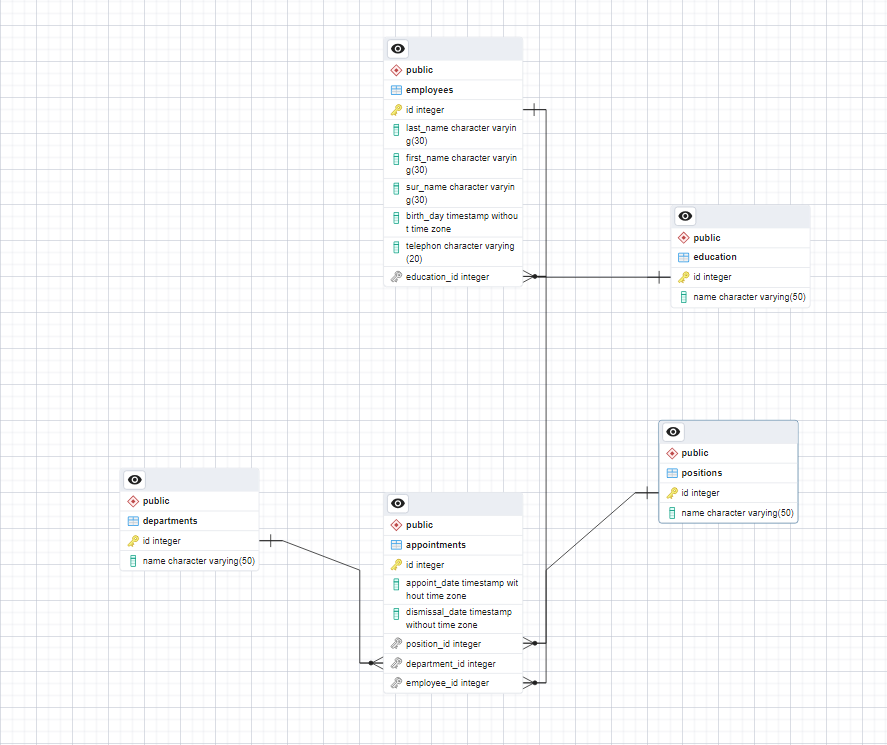 public
employees
id integer
last_name character varyin
g(30)
first_name character varyin
g(30)
sur_name character varyin
g(30)
birth_day timestamp withou
t time zone
telephon character varying
(20)
education_id integer
public
education
id integer
name character varying(50)
public
positions
id integer
name character varying(50)
public
departments
id integer
name character varying(50)
public
appointments
id integer
appoint_date timestamp wit
hout time zone
dismissal_date timestamp
without time zone
position_id integer
department_id integer
employee_id integer